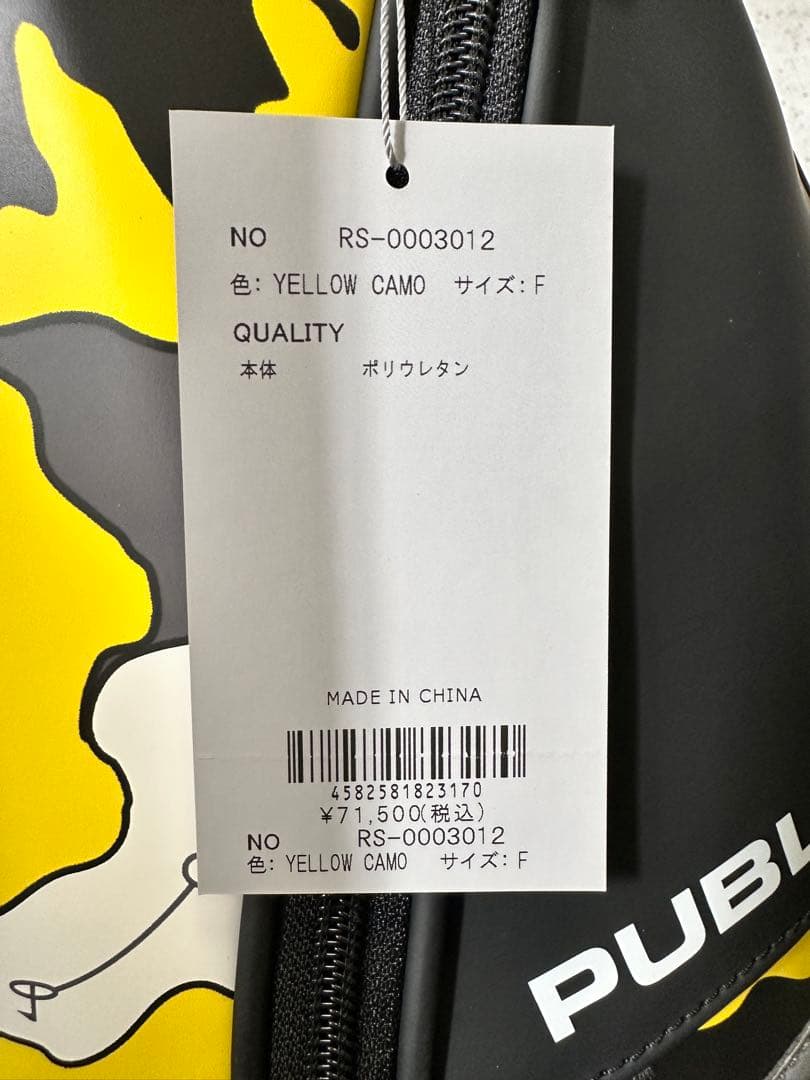 NO RS-0003012
色: YELLOW CAMO サイズ: F
QUALITY
本体 ポリウレタン
MADE IN CHINA
4582581823170
¥71,500(税込)
NO RS-0003012
色: YELLOW CAMO サイズ: F
PUBL